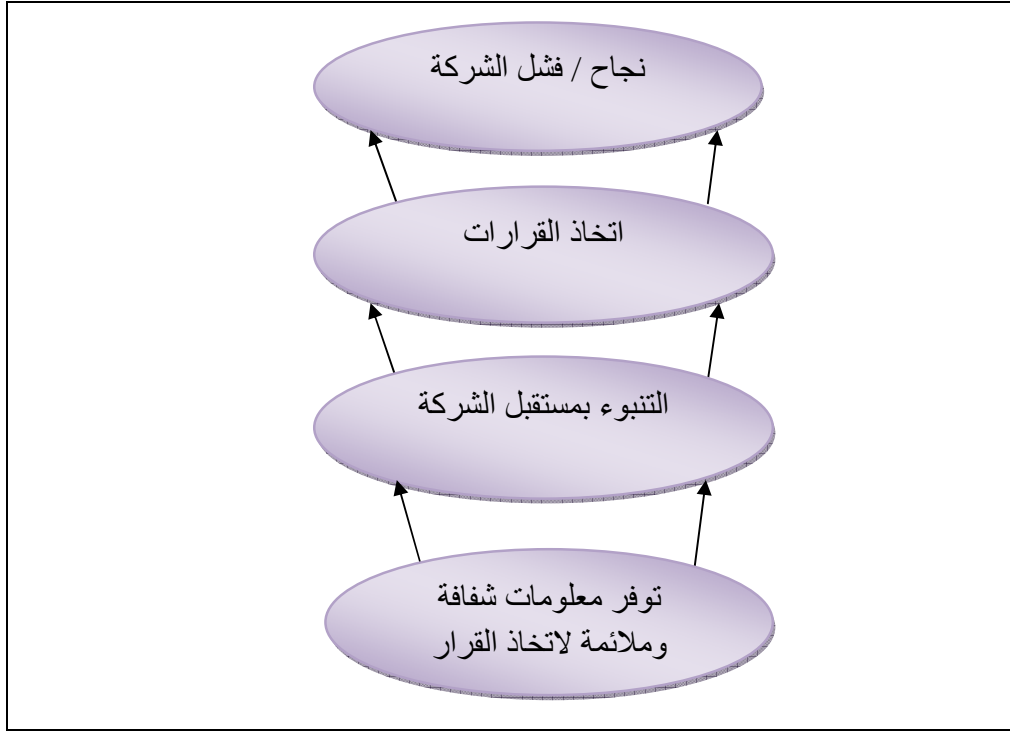 نجاح / فشل الشركة
اتخاذ القرارات
التنبوء بمستقبل الشركة
توفر معلومات شفافة
وملائمة لاتخاذ القرار